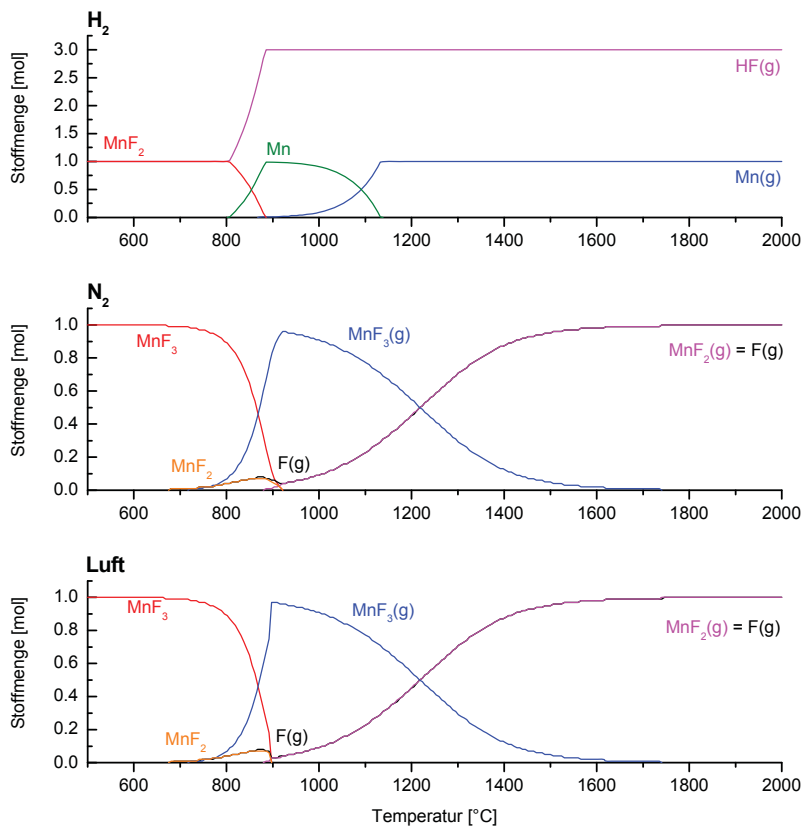 H₂
Stoffmenge [mol]
3.0
2.5
2.0
1.5
1.0
0.5
0.0
MnF₂
Mn
HF(g)
Mn(g)
600 800 1000 1200 1400 1600 1800 2000
N₂
Stoffmenge [mol]
1.0
0.8
0.6
0.4
0.2
0.0
MnF₃
MnF₃(g)
MnF₂(g) = F(g)
MnF₂
F(g)
600 800 1000 1200 1400 1600 1800 2000
Luft
Stoffmenge [mol]
1.0
0.8
0.6
0.4
0.2
0.0
MnF₃
MnF₃(g)
MnF₂(g) = F(g)
MnF₂
F(g)
600 800 1000 1200 1400 1600 1800 2000
Temperatur [°C]